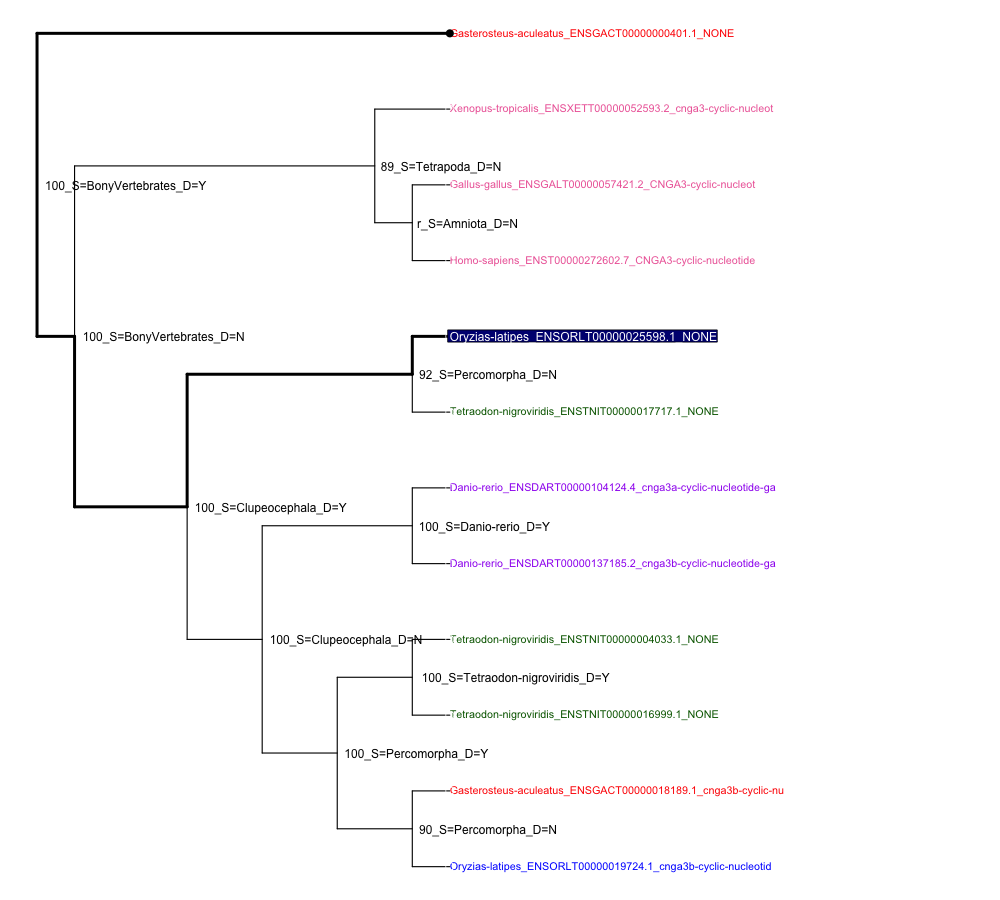 Gasterosteus-aculeatus_ENSGACT00000000401.1_NONE
Xenopus-tropicalis_ENSXETT00000052593.2_cnga3-cyclic-nucleot
89_S=Tetrapoda_D=N
100_S=BonyVertebrates_D=Y
Gallus-gallus_ENSGALT00000057421.2_CNGA3-cyclic-nucleot
r_S=Amniota_D=N
Homo-sapiens_ENST00000272602.7_CNGA3-cyclic-nucleotide
100_S=BonyVertebrates_D=N
Oryzias-latipes_ENSORLT00000025598.1_NONE
92_S=Percomorpha_D=N
Tetraodon-nigroviridis_ENSTNIT00000017717.1_NONE
Danio-rerio_ENSDART00000104124.4_cnga3a-cyclic-nucleotide-ga
100_S=Clupeocephala_D=Y
100_S=Danio-rerio_D=Y
Danio-rerio_ENSDART00000137185.2_cnga3b-cyclic-nucleotide-ga
100_S=Clupeocephala_D=N
Tetraodon-nigroviridis_ENSTNIT00000004033.1_NONE
100_S=Tetraodon-nigroviridis_D=Y
Tetraodon-nigroviridis_ENSTNIT00000016999.1_NONE
100_S=Percomorpha_D=Y
Gasterosteus-aculeatus_ENSGACT00000018189.1_cnga3b-cyclic-nu
90_S=Percomorpha_D=N
Oryzias-latipes_ENSORLT00000019724.1_cnga3b-cyclic-nucleotid